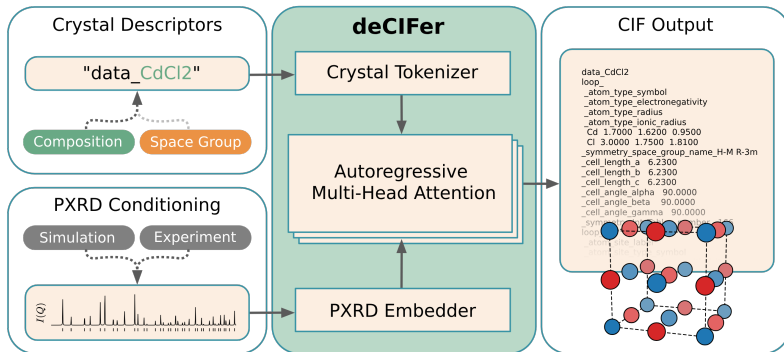 Crystal Descriptors
"data_CdCl2"
Composition
Space Group
PXRD Conditioning
Simulation
Experiment
I(Q)
deCIFer
Crystal Tokenizer
Autoregressive
Multi-Head Attention
PXRD Embedder
CIF Output
data_CdCl2
loop_
_atom_type_symbol
_atom_type_electronegativity
_atom_type_radius
_atom_type_ionic_radius
Cd 1.7000 1.6200 0.9500
Cl 3.0000 1.7500 1.8100
_symmetry_space_group_name_H-M R-3m
_cell_length_a 6.2300
_cell_length_b 6.2300
_cell_length_c 6.2300
_cell_angle_alpha 90.0000
_cell_angle_beta 90.0000
_cell_angle_gamma 90.0000
loop